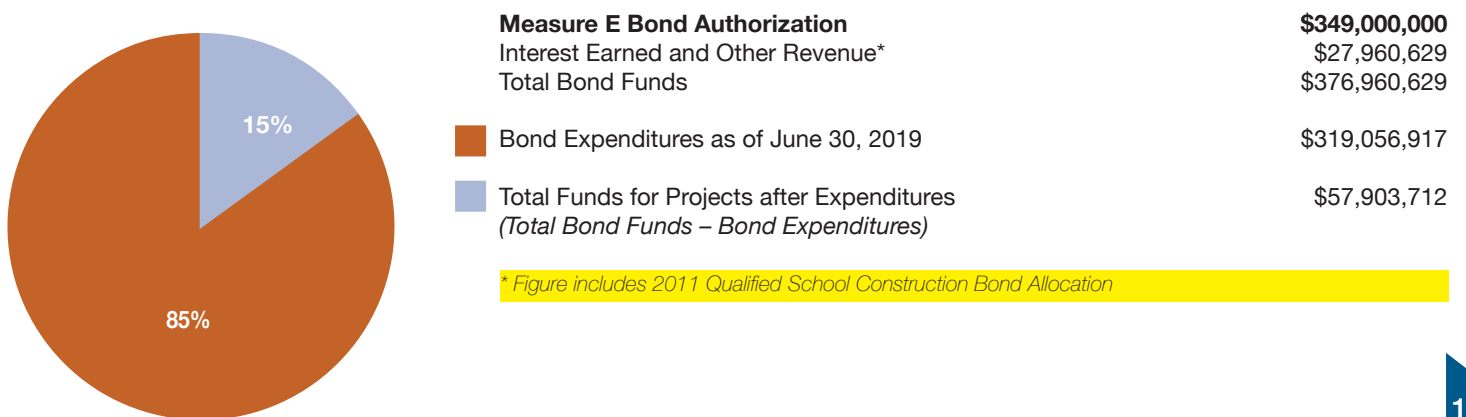 Measure E Bond Authorization $349,000,000
Interest Earned and Other Revenue* $27,960,629
Total Bond Funds $376,960,629
15%
Bond Expenditures as of June 30, 2019 $319,056,917
Total Funds for Projects after Expenditures $57,903,712
(Total Bond Funds – Bond Expenditures)
* Figure includes 2011 Qualified School Construction Bond Allocation
85%
1